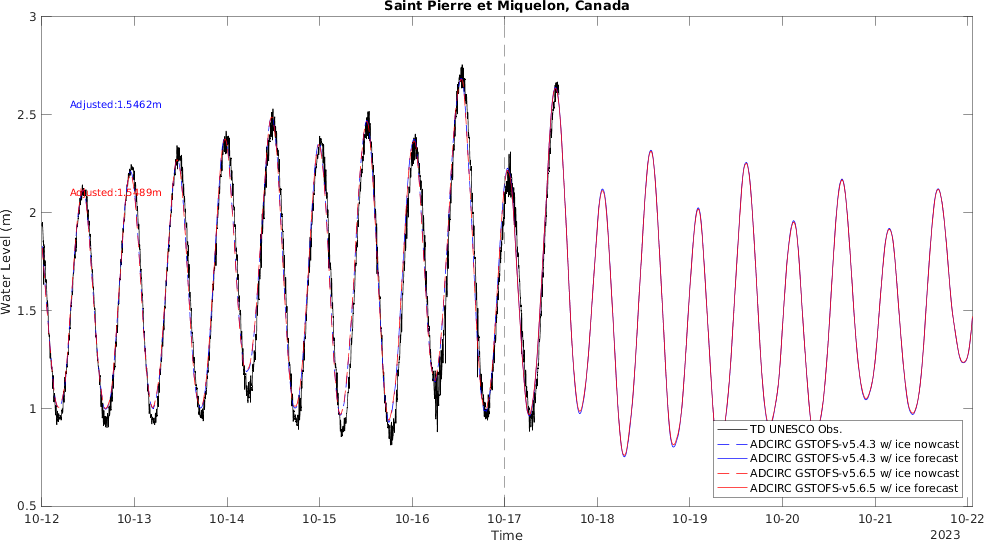 Saint Pierre et Miquelon, Canada
3
Adjusted:1.5462m
2.5
Adjusted:1.5489m
2
Water Level (m)
1.5
1
TD UNESCO Obs.
ADCIRC GSTOFS-v5.4.3 w/ ice nowcast
ADCIRC GSTOFS-v5.4.3 w/ ice forecast
ADCIRC GSTOFS-v5.6.5 w/ ice nowcast
ADCIRC GSTOFS-v5.6.5 w/ ice forecast
0.5
10-12 10-13 10-14 10-15 10-16 10-17 10-18 10-19 10-20 10-21 10-22
Time
2023